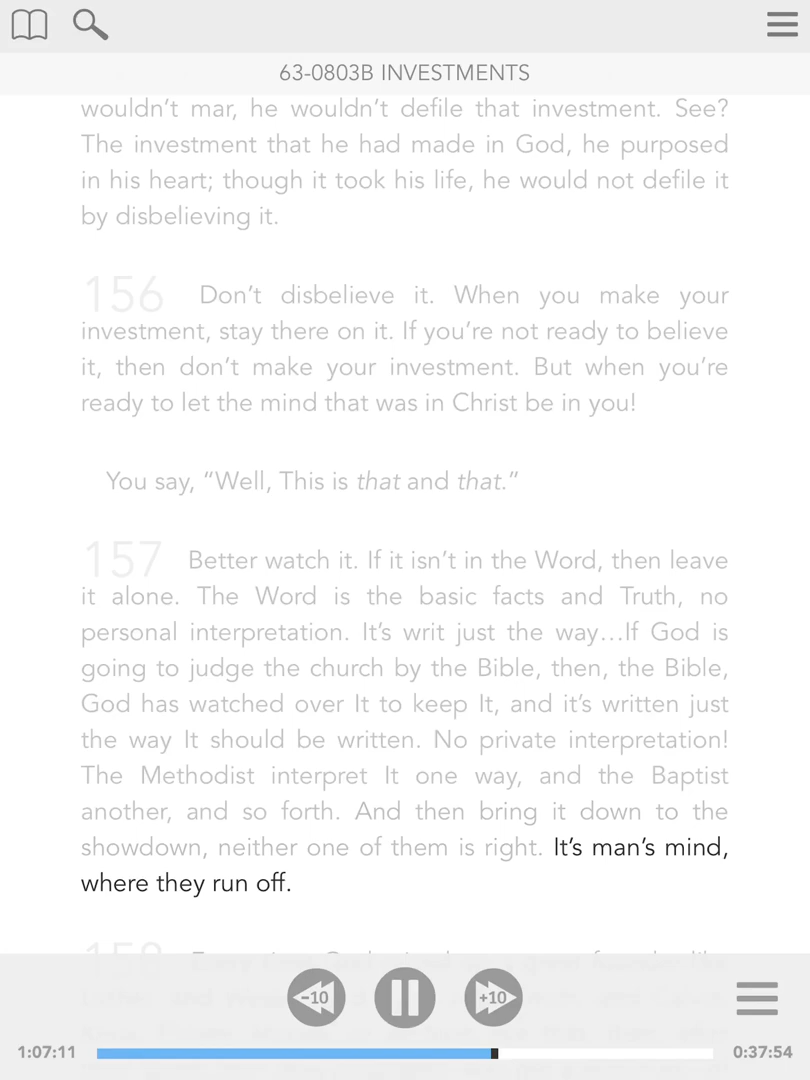 63-0803B INVESTMENTS
wouldn’t mar, he wouldn’t defile that investment. See?
The investment that he had made in God, he purposed
in his heart; though it took his life, he would not defile it
by disbelieving it.
156 Don’t disbelieve it. When you make your
investment, stay there on it. If you’re not ready to believe
it, then don’t make your investment. But when you’re
ready to let the mind that was in Christ be in you!
You say, “Well, This is that and that.”
157 Better watch it. If it isn’t in the Word, then leave
it alone. The Word is the basic facts and Truth, no
personal interpretation. It’s writ just the way…If God is
going to judge the church by the Bible, then, the Bible,
God has watched over It to keep It, and it’s written just
the way It should be written. No private interpretation!
The Methodist interpret It one way, and the Baptist
another, and so forth. And then bring it down to the
showdown, neither one of them is right. It’s man’s mind,
where they run off.
158
-10 +10
1:07:11 0:37:54